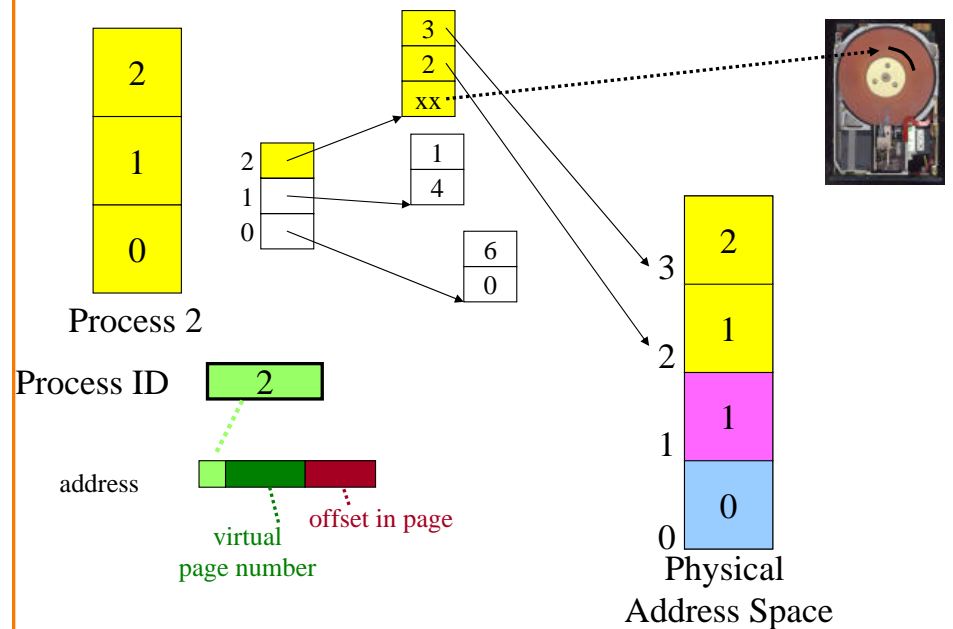 2
1
0
Process 2
2
1
0
3
2
xx
1
4
6
0
Process ID 2
address
virtual
page number
offset in page
3
2
1
0
2
1
1
0
Physical
Address Space